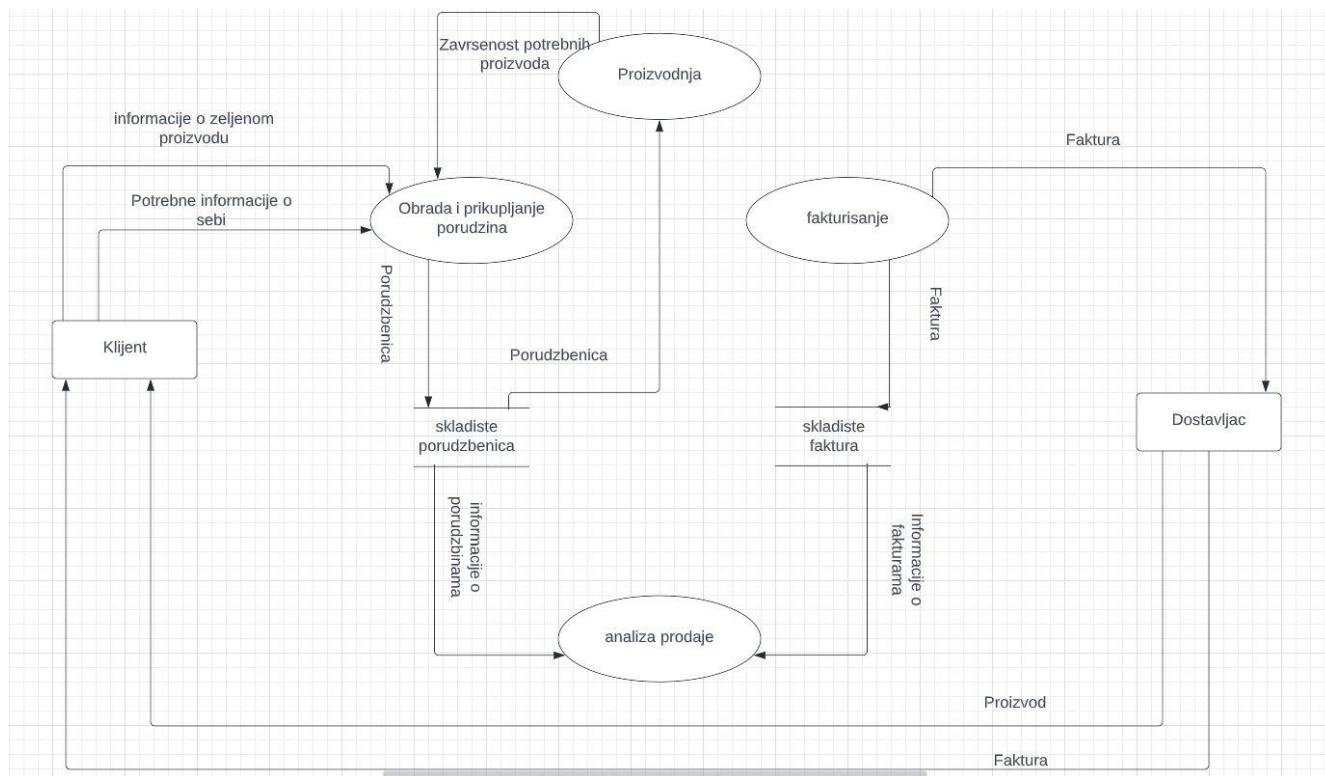 Zavrsenost potrebnih
proizvoda
Proizvodnja
informacije o zeljenom
proizvodu
Faktura
Potrebne informacije o
sebi
Obrada i prikupljanje
porudzina
fakturisanje
Porudzbenica
Faktura
Klijent
Porudzbenica
Dostavljac
skladiste
porudzbenica
skladiste
faktura
informacije o
porudzbinama
Informacije o
fakturama
analiza prodaje
Proizvod
Faktura